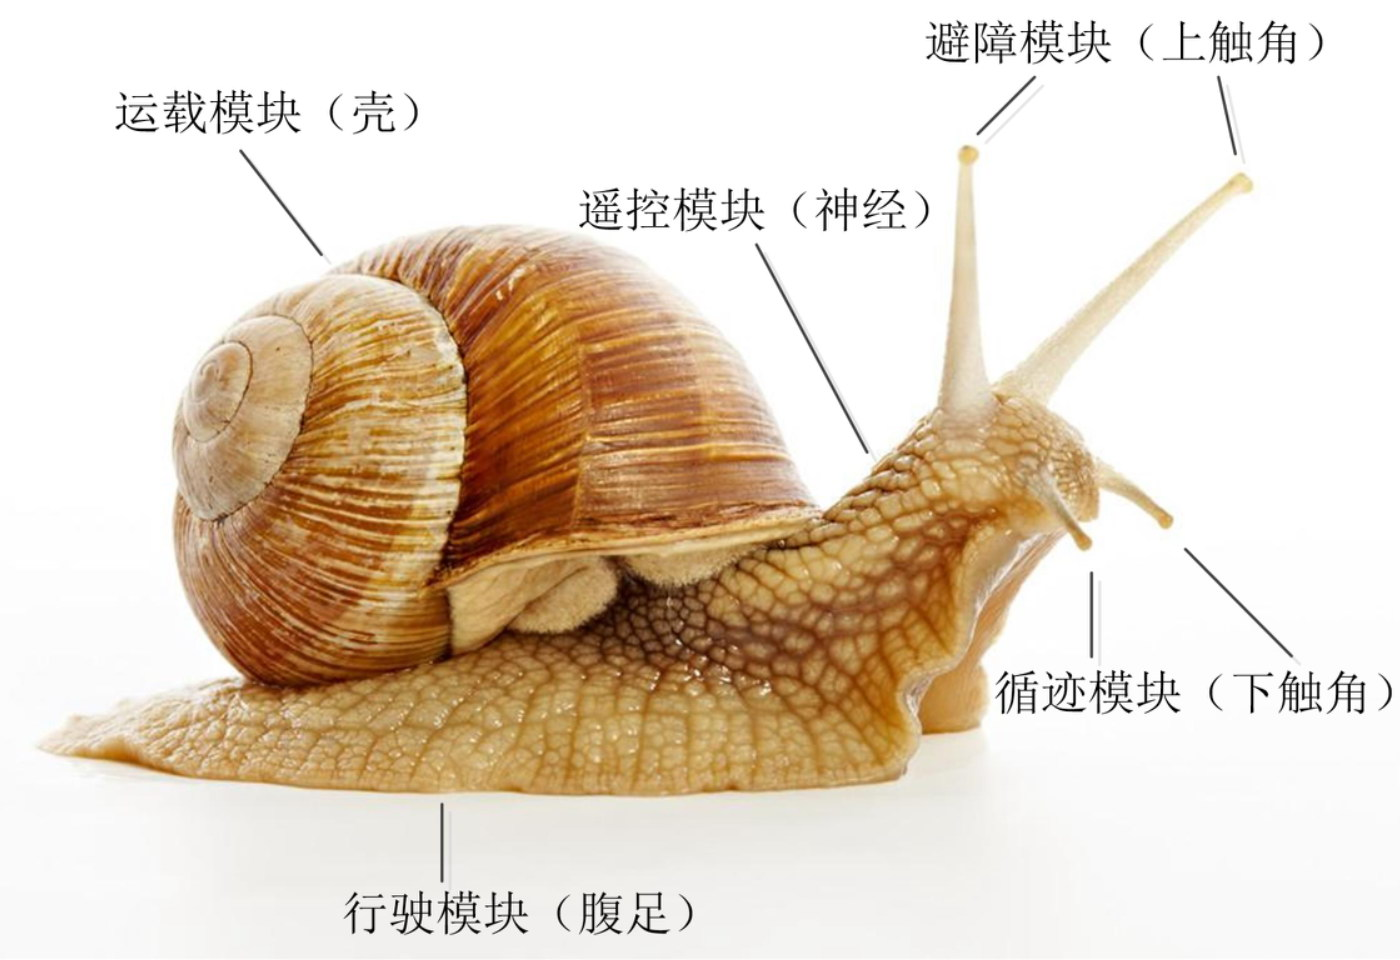 避障模块（上触角）
运载模块（壳）
遥控模块（神经）
循迹模块（下触角）
行驶模块（腹足）